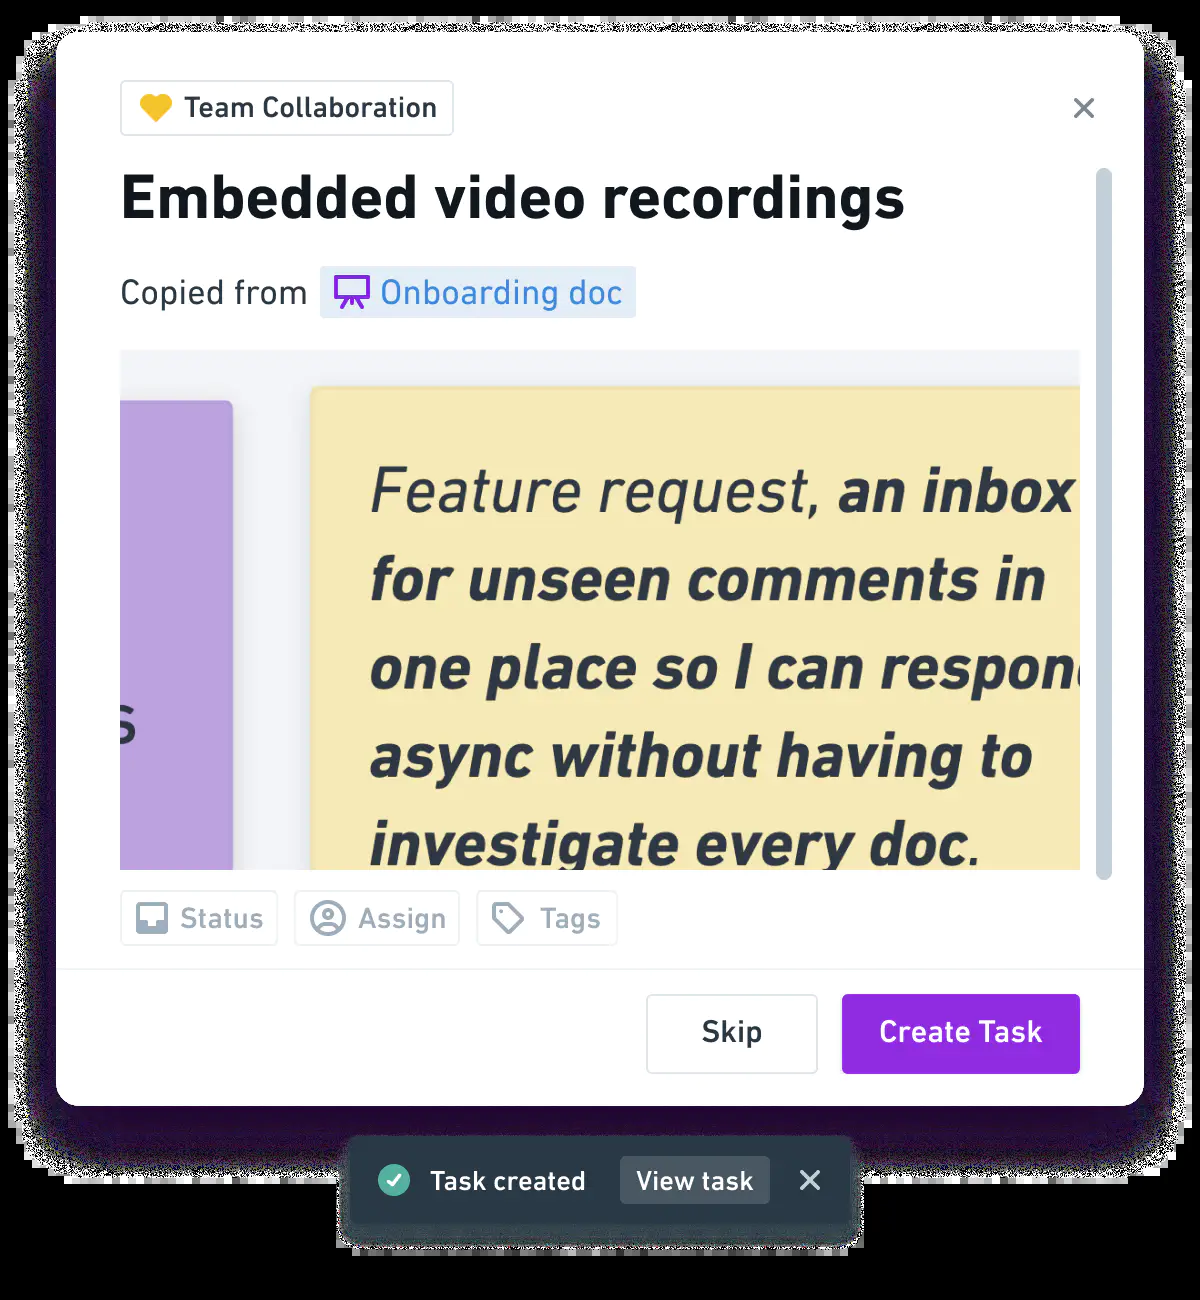 Team Collaboration
Embedded video recordings
Copied from Onboarding doc
Feature request, an inbox
for unseen comments in
one place so I can respon
s
async without having to
investigate every doc.
Status Assign Tags
Skip Create Task
Task created View task